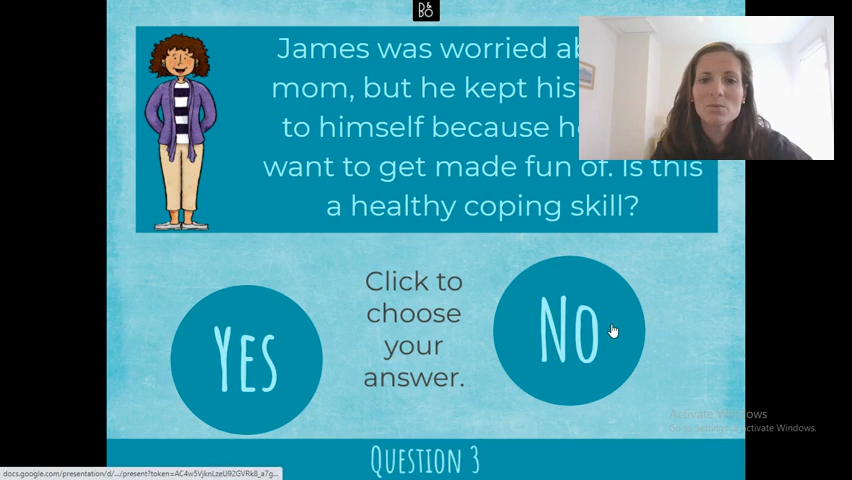 B&O
James was worried ab
mom, but he kept his
to himself because h
want to get made fun of. Is this
a healthy coping skill?
Click to
choose
your
answer.
Yes
No
Activate Windows
Question 3
docs.google.com/presentation/d/.../present?token=AC4w5VjknLzeU92GVRk8_a7g...